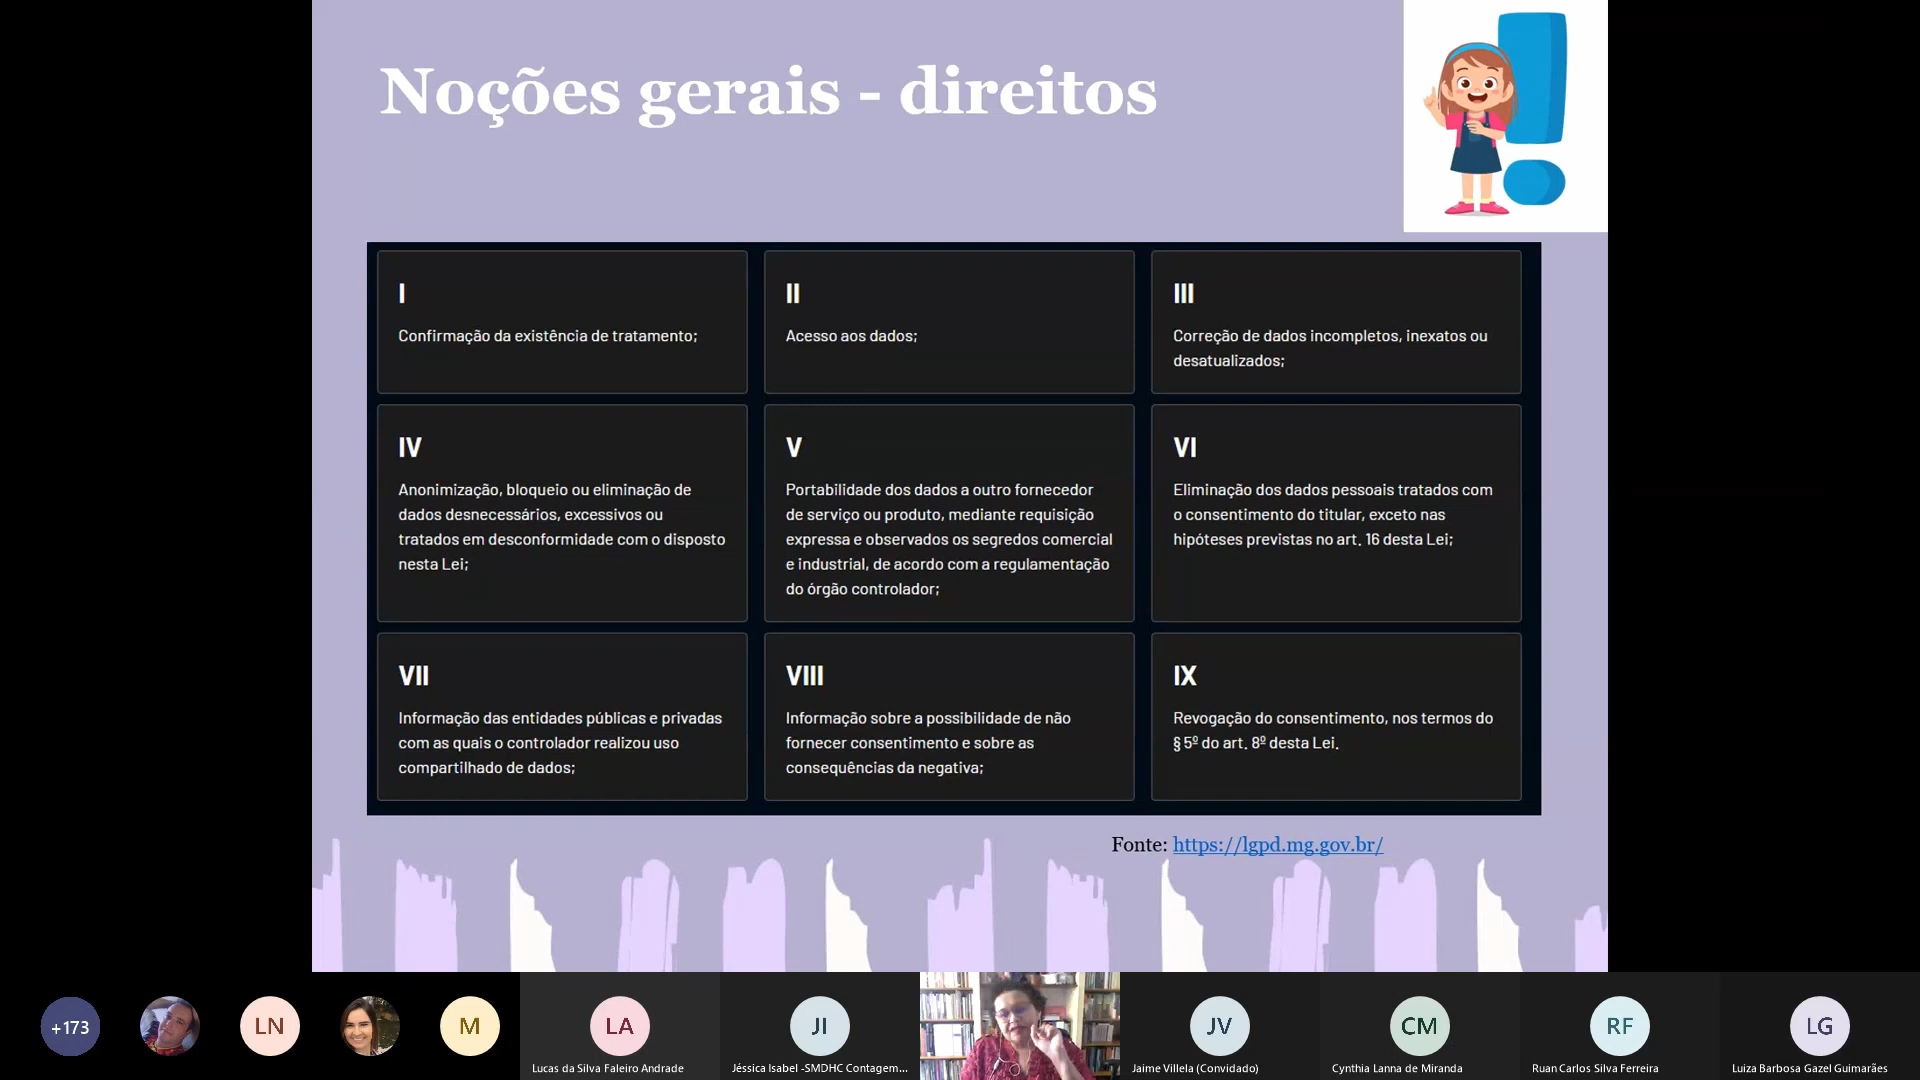 Noções gerais - direitos
I
Confirmação da existência de tratamento;
II
Acesso aos dados;
III
Correção de dados incompletos, inexatos ou
desatualizados;
IV
Anonimização, bloqueio ou eliminação de
dados desnecessários, excessivos ou
tratados em desconformidade com o disposto
nesta Lei;
V
Portabilidade dos dados a outro fornecedor
de serviço ou produto, mediante requisição
expressa e observados os segredos comercial
e industrial, de acordo com a regulamentação
do órgão controlador;
VI
Eliminação dos dados pessoais tratados com
o consentimento do titular, exceto nas
hipóteses previstas no art. 16 desta Lei;
VII
Informação das entidades públicas e privadas
com as quais o controlador realizou uso
compartilhado de dados;
VIII
Informação sobre a possibilidade de não
fornecer consentimento e sobre as
consequências da negativa;
IX
Revogação do consentimento, nos termos do
§ 5º do art. 8º desta Lei.
Fonte: https://lgpd.mg.gov.br/
+173
LN
M
LA
Lucas da Silva Faleiro Andrade
JI
Jéssica Isabel -SMDHC Contagem...
JV
Jaime Villela (Convidado)
CM
Cynthia Lanna de Miranda
RF
Ruan Carlos Silva Ferreira
LG
Luiza Barbosa Gazel Guimarães